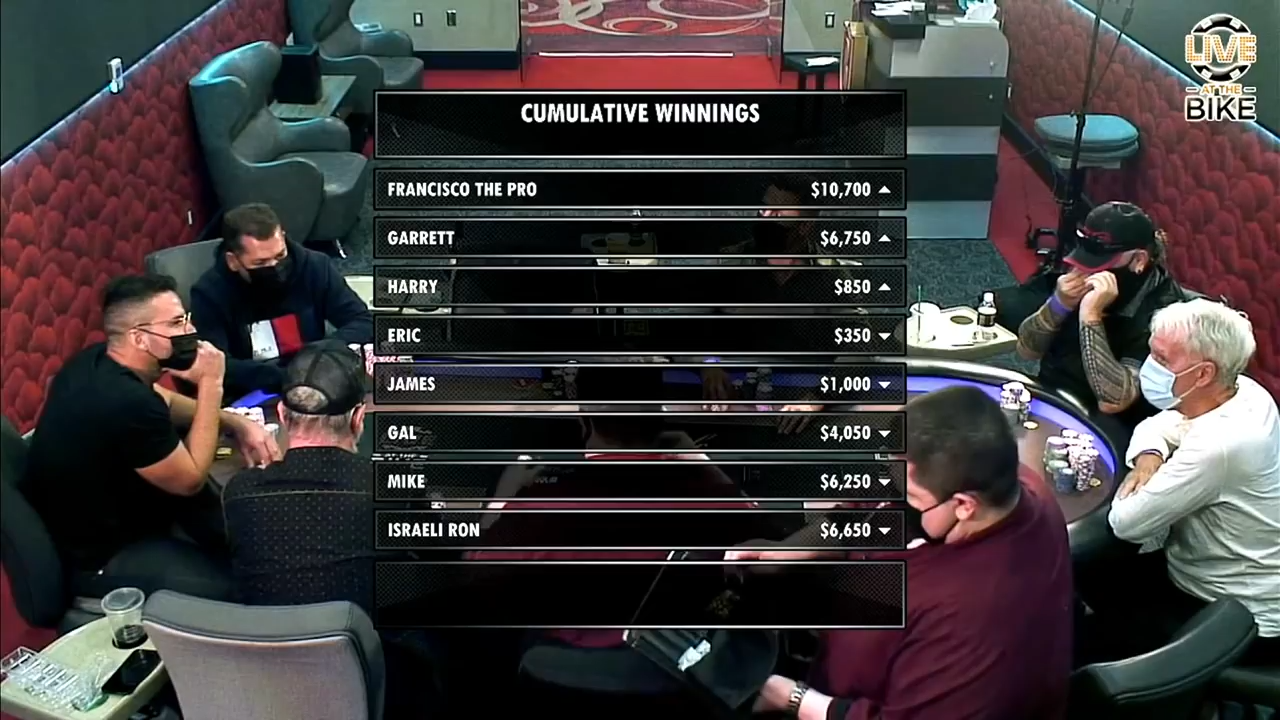 LIVE
AT THE
BIKE
CUMULATIVE WINNINGS
FRANCISCO THE PRO $10,700
GARRETT $6,750
HARRY $850
ERIC $350
JAMES $1,000
GAL $4,050
MIKE $6,250
ISRAELI RON $6,650